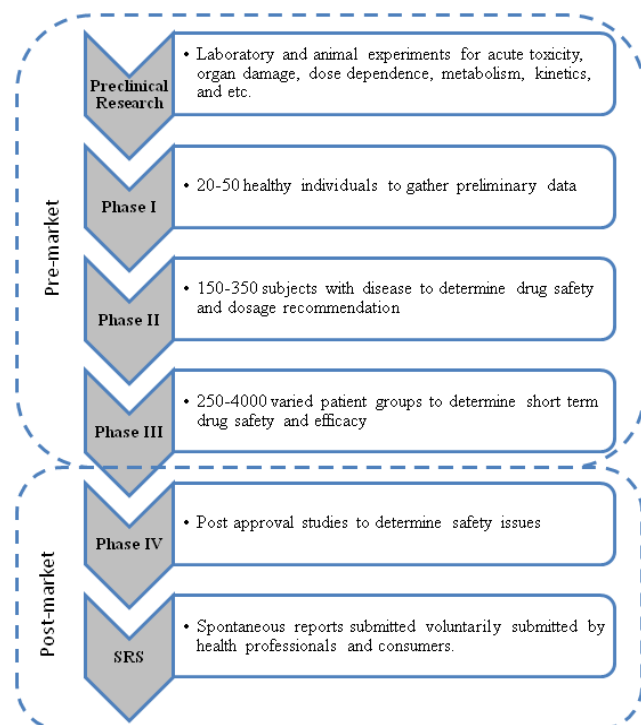 Pre-market
Preclinical
Research
• Laboratory and animal experiments for acute toxicity,
organ damage, dose dependence, metabolism, kinetics,
and etc.
Phase I
• 20-50 healthy individuals to gather preliminary data
Phase II
• 150-350 subjects with disease to determine drug safety
and dosage recommendation
Phase III
• 250-4000 varied patient groups to determine short term
drug safety and efficacy
Post-market
Phase IV
• Post approval studies to determine safety issues
SRS
• Spontaneous reports submitted voluntarily submitted by
health professionals and consumers.